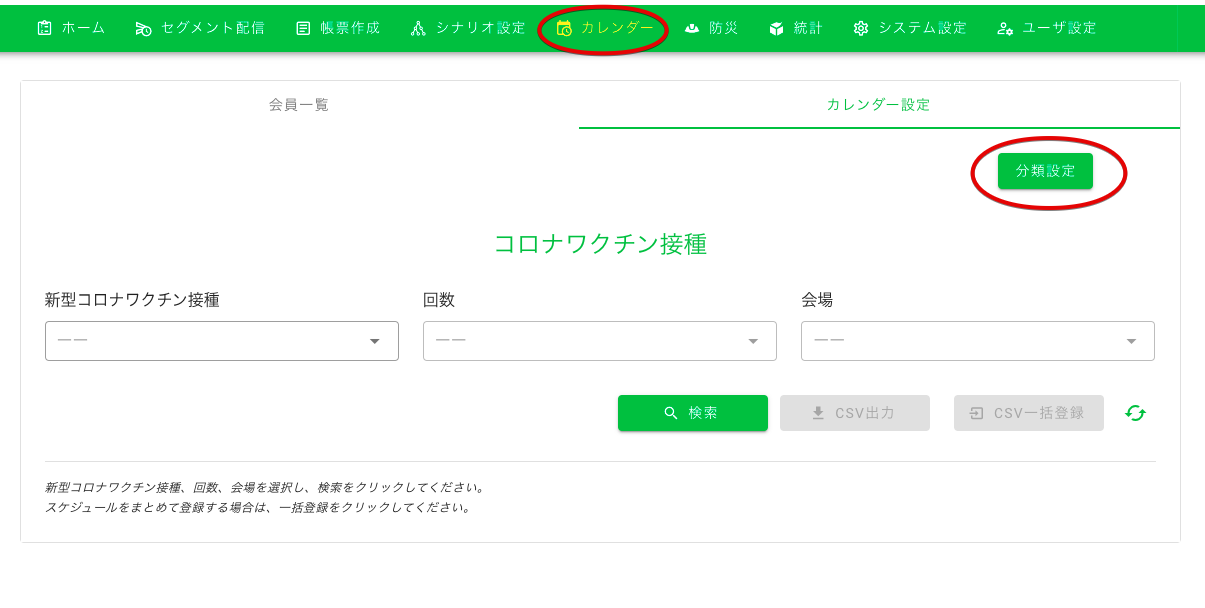 ホーム セグメント配信 帳票作成 シナリオ設定 カレンダー 防災 統計 システム設定 ユーザ設定
会員一覧 カレンダー設定
分類設定
コロナワクチン接種
新型コロナワクチン接種 回数 会場
—— —— ——
検索 CSV出力 CSV一括登録
新型コロナワクチン接種、回数、会場を選択し、検索をクリックしてください。
スケジュールをまとめて登録する場合は、一括登録をクリックしてください。